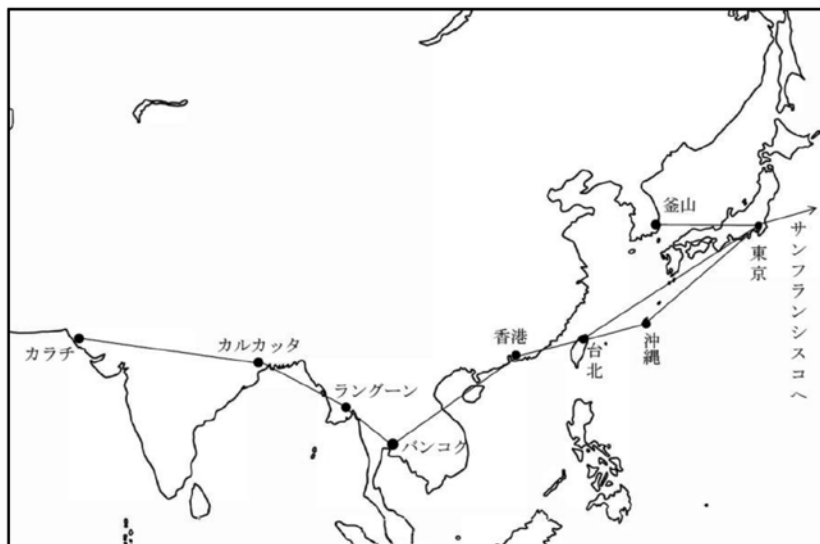 釜山
東京
サンフランシスコへ
香港
台北
沖縄
カラチ
カルカッタ
ラングーン
バンコク